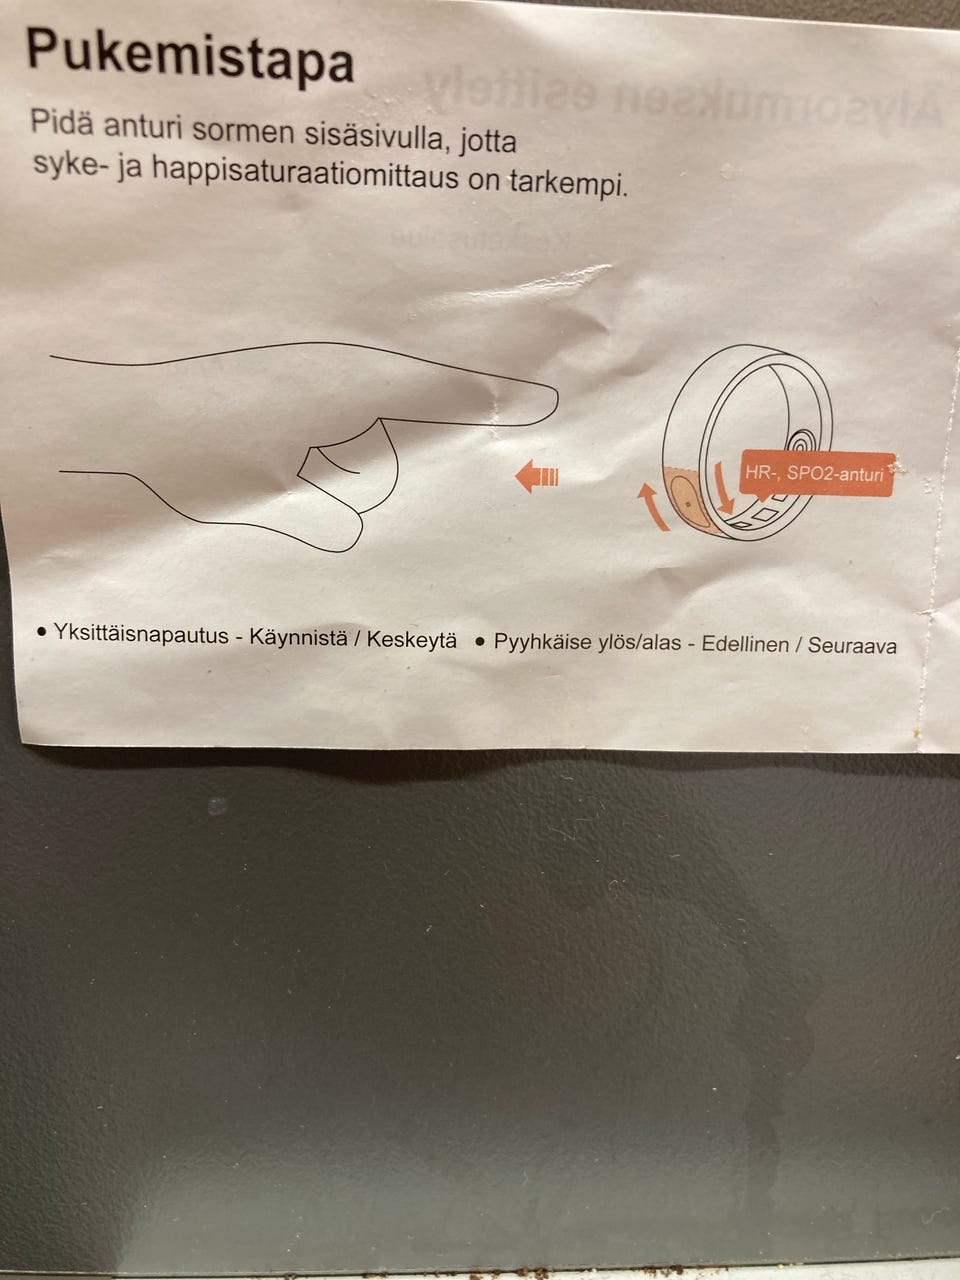 Pukemistapa
Pidä anturi sormen sisäsivulla, jotta
syke- ja happisaturaatiomittaus on tarkempi.
HR-, SPO2-anturi
• Yksittäisnapautus - Käynnistä / Keskeytä • Pyyhkäise ylös/alas - Edellinen / Seuraava